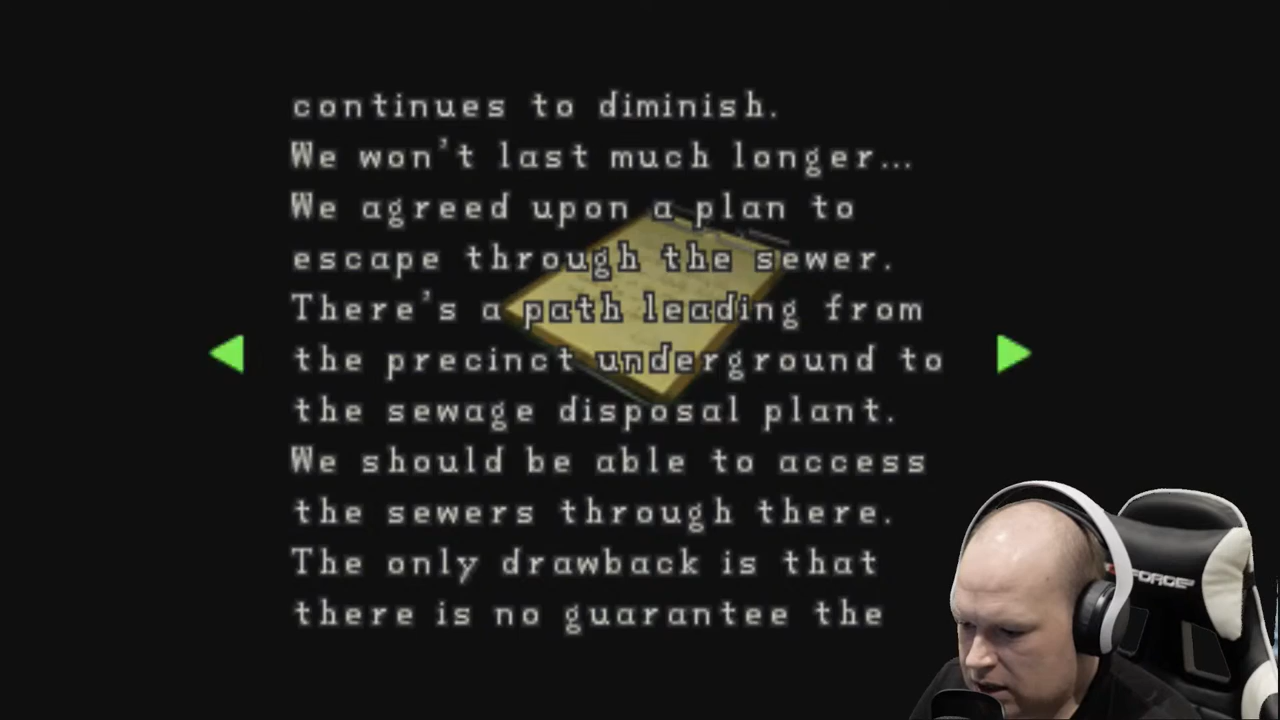 continues to diminish.
We won't last much longer...
We agreed upon a plan to
escape through the sewer.
There's a path leading from
the precinct underground to
the sewage disposal plant.
We should be able to access
the sewers through there.
The only drawback is that
there is no guarantee the